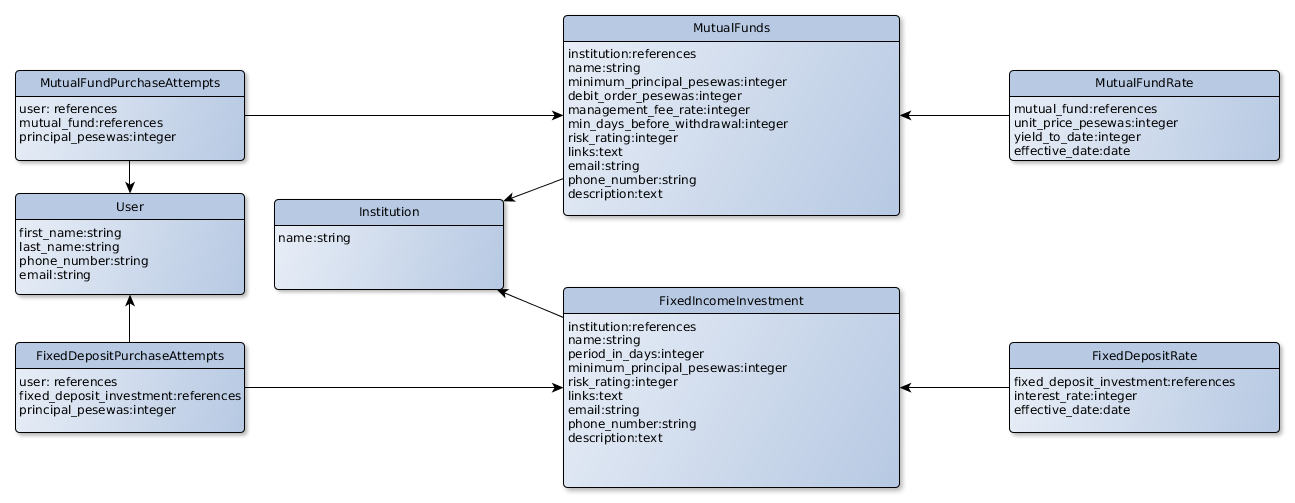 MutualFundPurchaseAttempts
user: references
mutual_fund:references
principal_pesewas:integer
User
first_name:string
last_name:string
phone_number:string
email:string
FixedDepositPurchaseAttempts
user: references
fixed_deposit_investment:references
principal_pesewas:integer
Institution
name:string
MutualFunds
institution:references
name:string
minimum_principal_pesewas:integer
debit_order_pesewas:integer
management_fee_rate:integer
min_days_before_withdrawal:integer
risk_rating:integer
links:text
email:string
phone_number:string
description:text
FixedIncomeInvestment
institution:references
name:string
period_in_days:integer
minimum_principal_pesewas:integer
risk_rating:integer
links:text
email:string
phone_number:string
description:text
MutualFundRate
mutual_fund:references
unit_price_pesewas:integer
yield_to_date:integer
effective_date:date
FixedDepositRate
fixed_deposit_investment:references
interest_rate:integer
effective_date:date